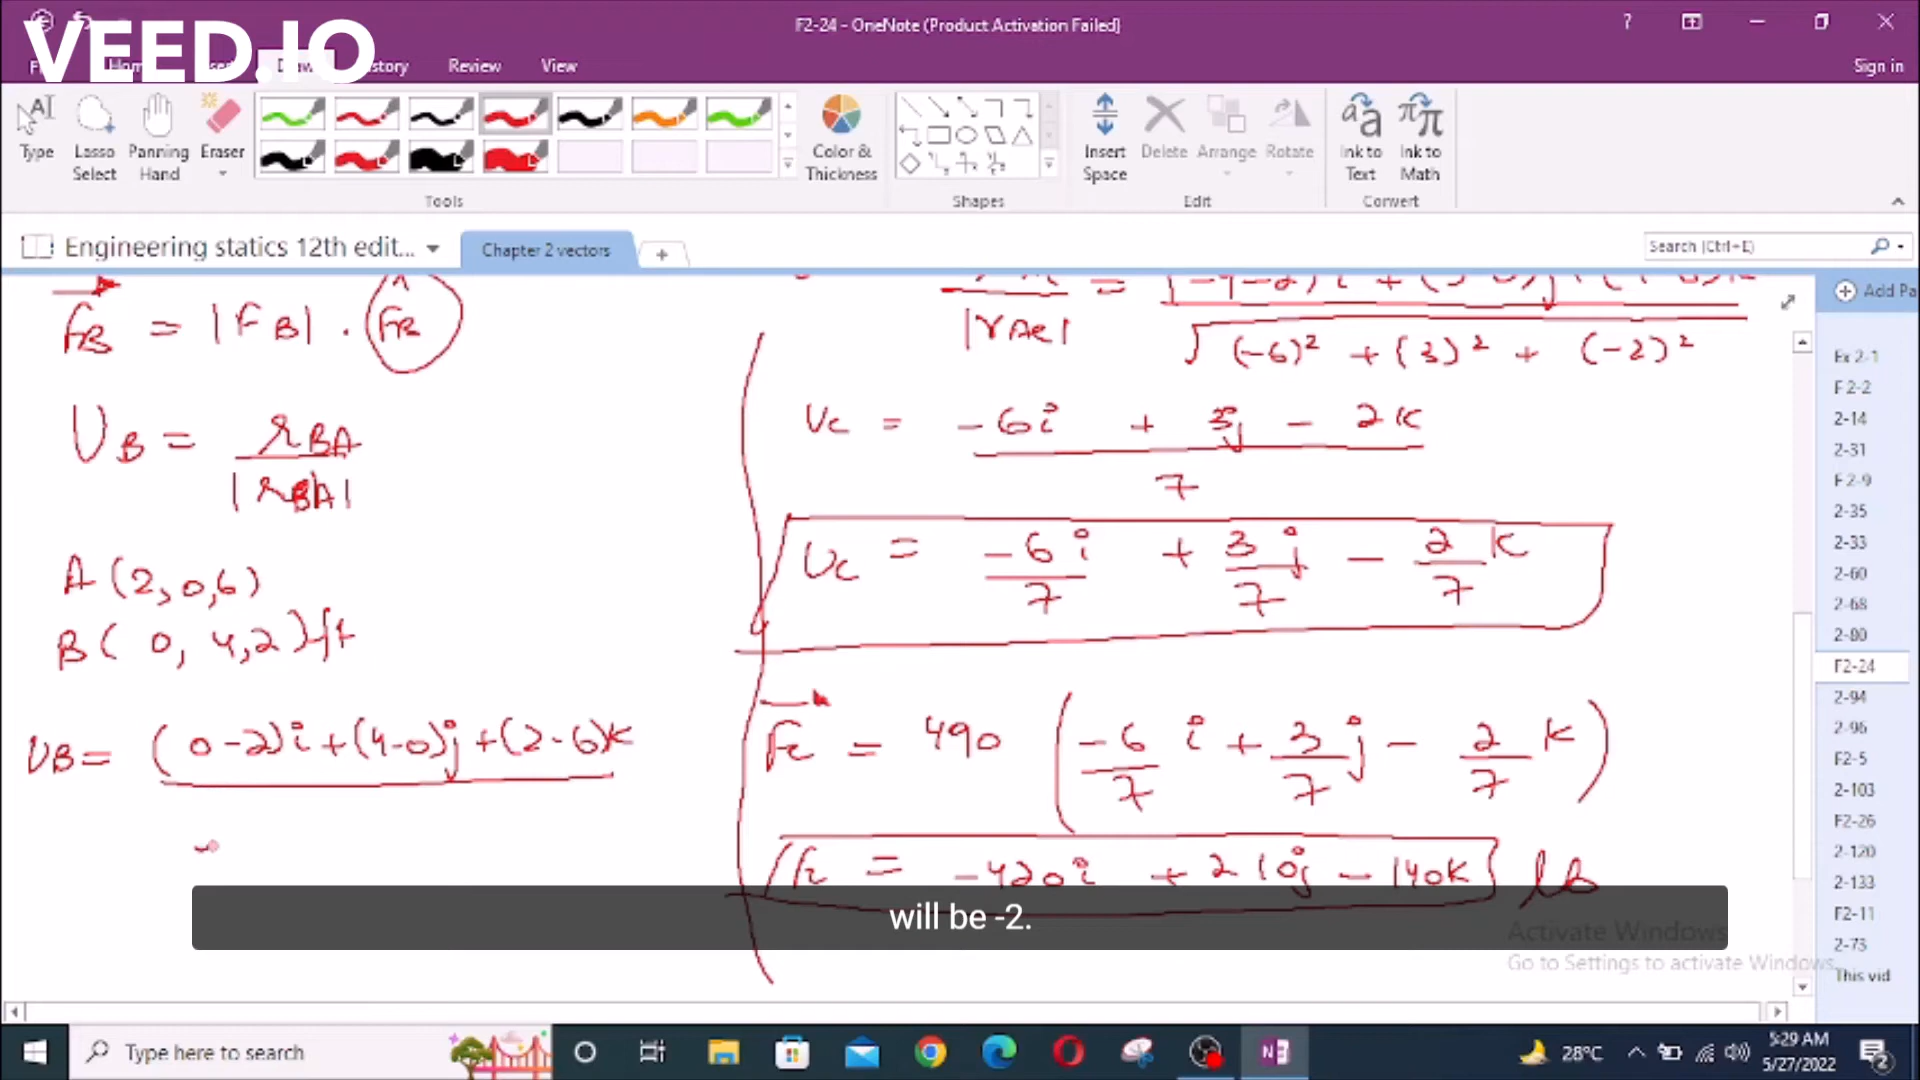 VEED.IO
F2-24 - OneNote (Product Activation Failed)
?
Review
View
Sign in
Type
Lasso Select
Panning Hand
Eraser
Color & Thickness
Insert Space
Delete
Arrange
Rotate
Ink to Text
Ink to Math
Tools
Shapes
Edit
Convert
Engineering statics 12th edit...
Chapter 2 vectors
Search (Ctrl+E)
Add Pa
Ex 2-1
F 2-2
2-14
2-31
F 2-9
2-35
2-33
2-60
2-68
2-80
F2-24
2-94
2-96
F2-5
2-103
F2-26
2-120
2-133
F2-11
2-73
This vid
FB = |FB| . FB
UB = rBA
|rBA|
A (2, 0, 6)
B ( 0, 4, 2 ) ft
UB = (0-2)i + (4-0)j + (2-6)k
|rAc|
√(-6)² + (3)² + (-2)²
Uc = -6i + 3j - 2k
7
Uc = -6/7 i + 3/7 j - 2/7 k
Fc = 490 ( -6/7 i + 3/7 j - 2/7 k )
Fc = -420i + 210j - 140k lb
will be -2.
Activate Windows
Go to Settings to activate Windows.
Type here to search
28°C
5:29 AM
5/27/2022
2